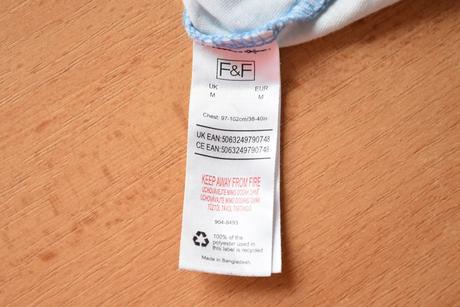 F&F
UK EUR
M M
Chest: 97-102cm/38-40in
UK EAN:5063249790748
CE EAN:5063249790748
KEEP AWAY FROM FIRE
904-8493
100% of the
polyester used in
this label is recycled
Made in Bangladesh